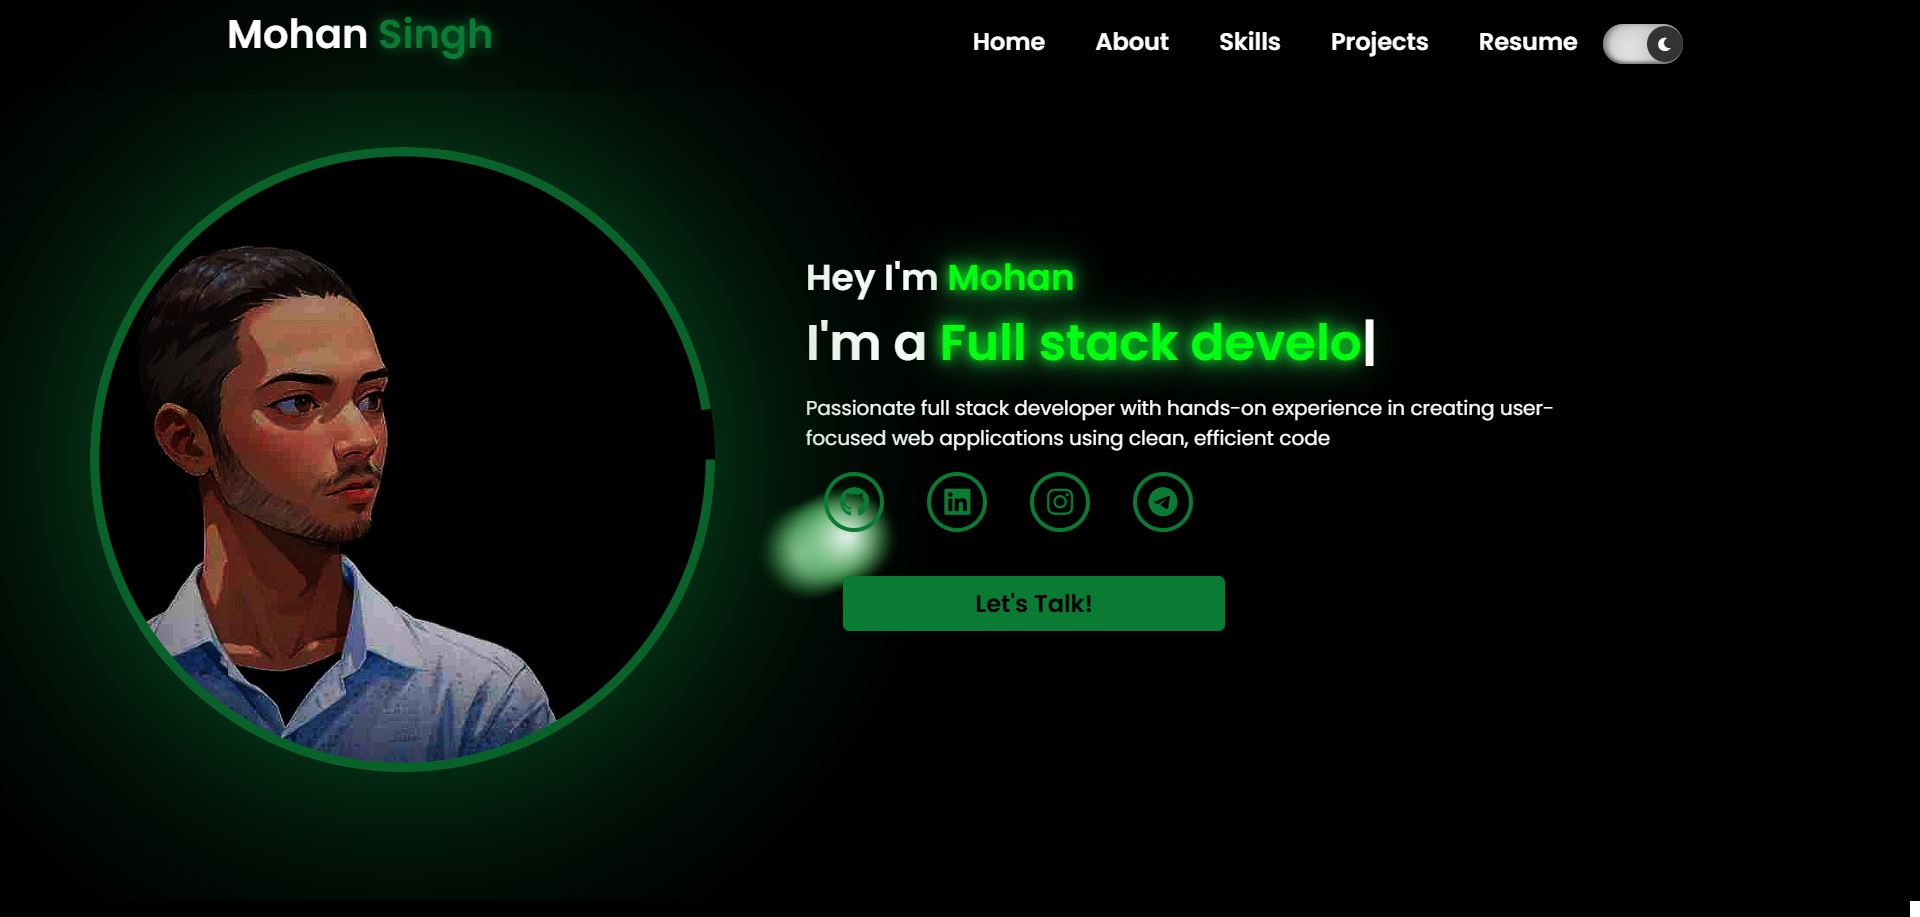 Mohan Singh
Home About Skills Projects Resume
Hey I'm Mohan
I'm a Full stack develo|
Passionate full stack developer with hands-on experience in creating user-
focused web applications using clean, efficient code
in
Let's Talk!